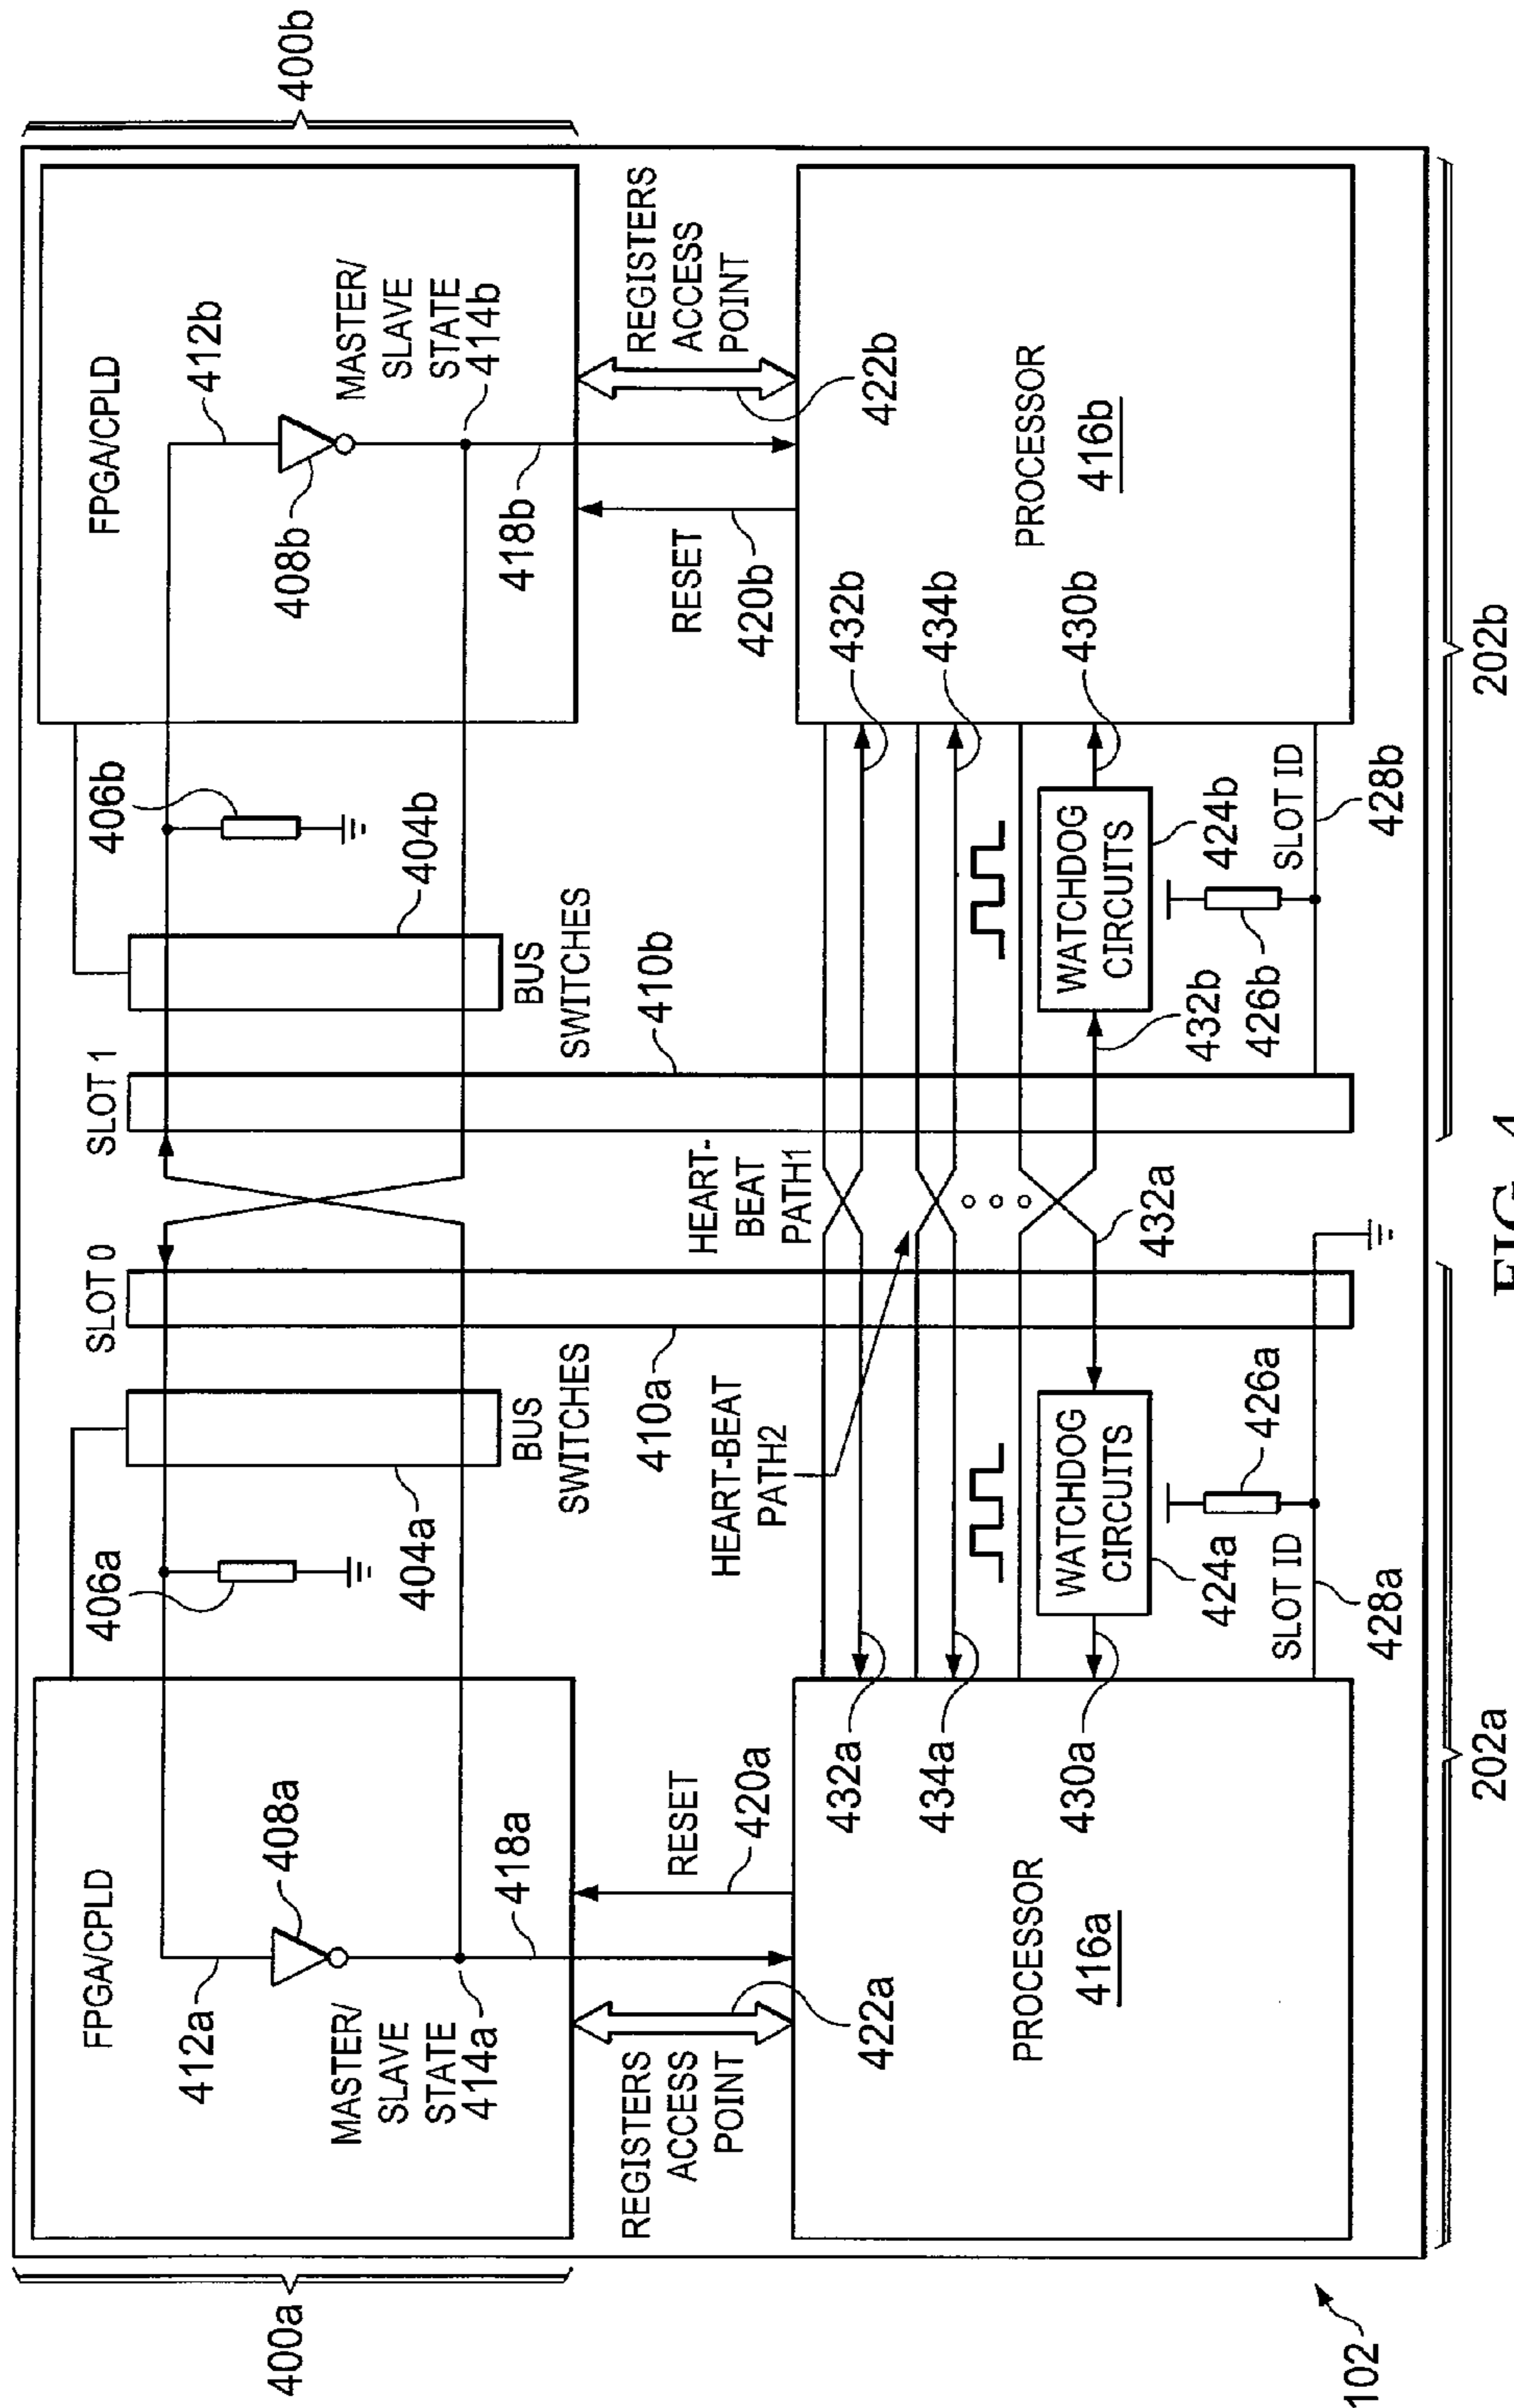 400a
400b
FPGA/CPLD
412a
408a
MASTER/
SLAVE
STATE
414a
418a
406a
404a
BUS
SWITCHES
SLOT 0
410a
SLOT 1
410b
404b
BUS
SWITCHES
406b
FPGA/CPLD
412b
408b
MASTER/
SLAVE
STATE
414b
418b
REGISTERS
ACCESS
POINT
422a
RESET
420a
HEART-BEAT
PATH2
HEART-
BEAT
PATH1
RESET
420b
REGISTERS
ACCESS
POINT
422b
PROCESSOR
416a
432a
434a
430a
WATCHDOG
CIRCUITS
424a
426a
SLOT ID
428a
432a
432b
WATCHDOG
CIRCUITS
424b
426b
SLOT ID
428b
432b
434b
430b
PROCESSOR
416b
102
202a
202b
FIG. 4